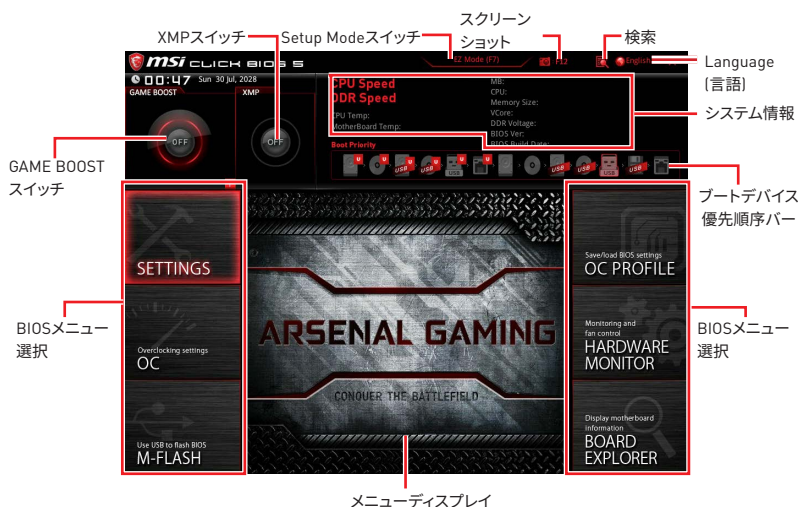 スクリーン
ショット
XMPスイッチ
Setup Modeスイッチ
検索
Language
(言語)
msi CLICK BIOS 5
EZ Mode (F7)
F12
English
00:47 Sun 30 Jul, 2028
GAME BOOST
XMP
OFF
OFF
CPU Speed
DDR Speed
CPU Temp:
MotherBoard Temp:
MB:
CPU:
Memory Size:
VCore:
DDR Voltage:
BIOS Ver:
BIOS Build Date:
システム情報
Boot Priority
U U U U U U
USB USB USB USB USB USB USB
GAME BOOST
スイッチ
ブートデバイス
優先順序バー
SETTINGS
Overclocking settings
OC
Use USB to flash BIOS
M-FLASH
BIOSメニュー
選択
ARSENAL GAMING
CONQUER THE BATTLEFIELD
Save/load BIOS settings
OC PROFILE
Monitoring and
fan control
HARDWARE
MONITOR
Display motherboard
information
BOARD
EXPLORER
BIOSメニュー
選択
メニューディスプレイ